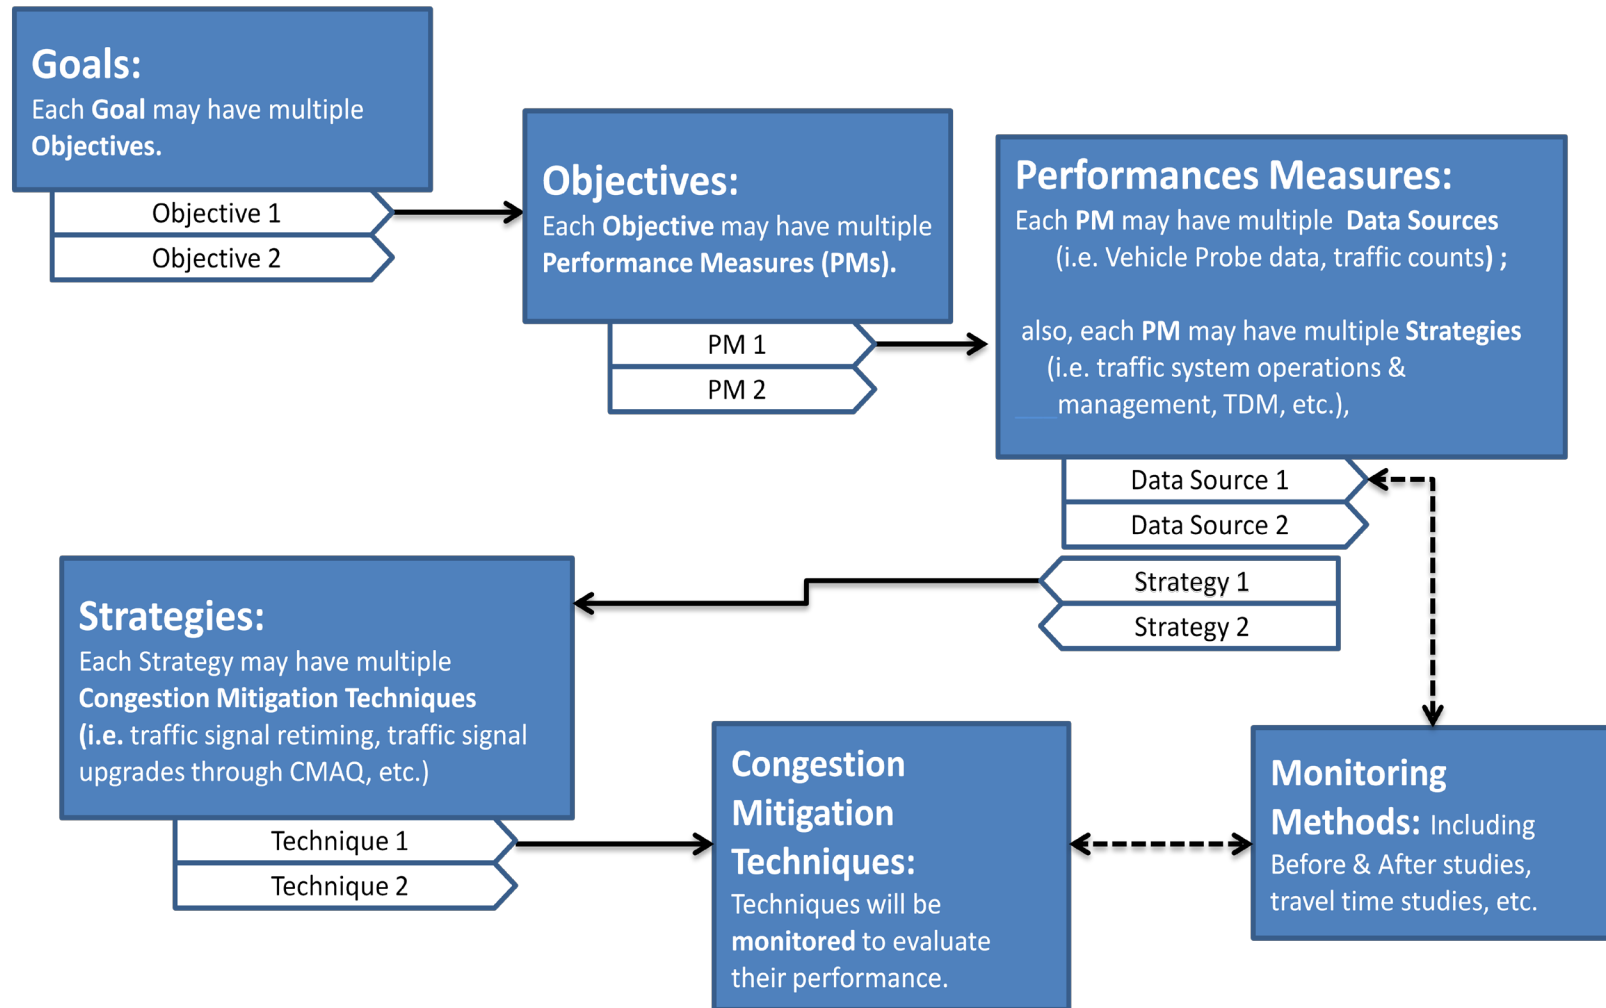 Goals:
Each Goal may have multiple
Objectives.
Objective 1
Objective 2
Objectives:
Each Objective may have multiple
Performance Measures (PMs).
PM 1
PM 2
Performances Measures:
Each PM may have multiple Data Sources
(i.e. Vehicle Probe data, traffic counts) ;
also, each PM may have multiple Strategies
(i.e. traffic system operations &
management, TDM, etc.),
Data Source 1
Data Source 2
Strategy 1
Strategy 2
Strategies:
Each Strategy may have multiple
Congestion Mitigation Techniques
(i.e. traffic signal retiming, traffic signal
upgrades through CMAQ, etc.)
Technique 1
Technique 2
Congestion
Mitigation
Techniques:
Techniques will be
monitored to evaluate
their performance.
Monitoring
Methods: Including
Before & After studies,
travel time studies, etc.